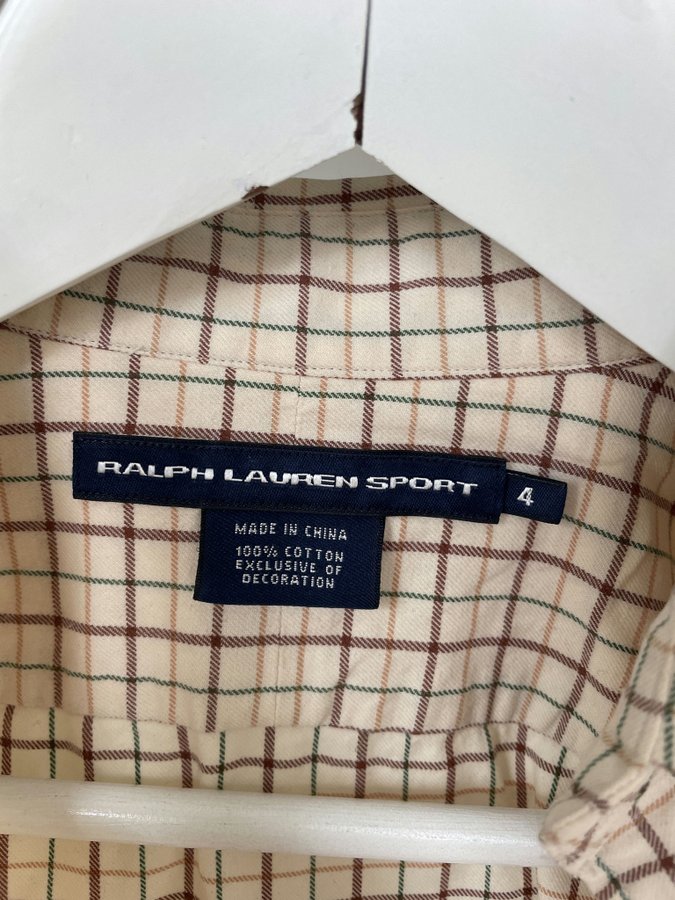 RALPH LAUREN SPORT
4
MADE IN CHINA
100% COTTON
EXCLUSIVE OF
DECORATION